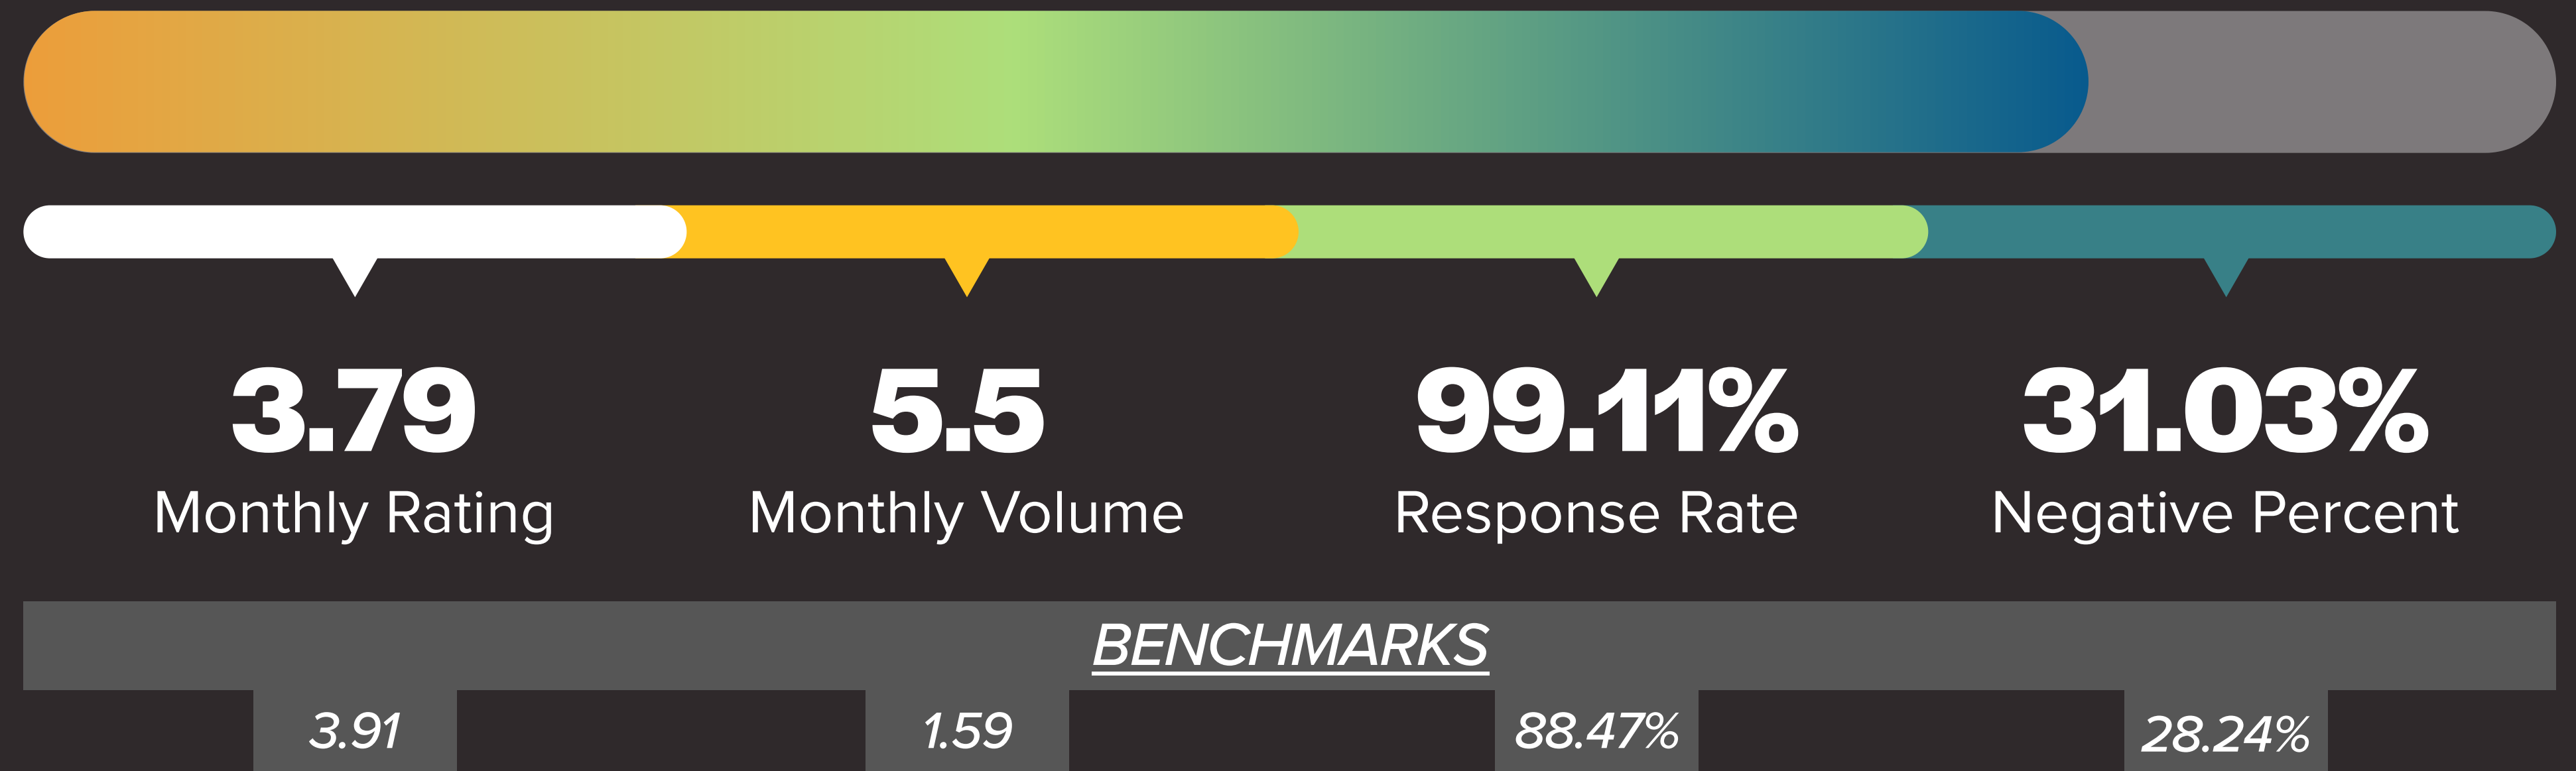 3.79 5.5 99.11% 31.03%
Monthly Rating Monthly Volume Response Rate Negative Percent
BENCHMARKS
3.91 1.59 88.47% 28.24%